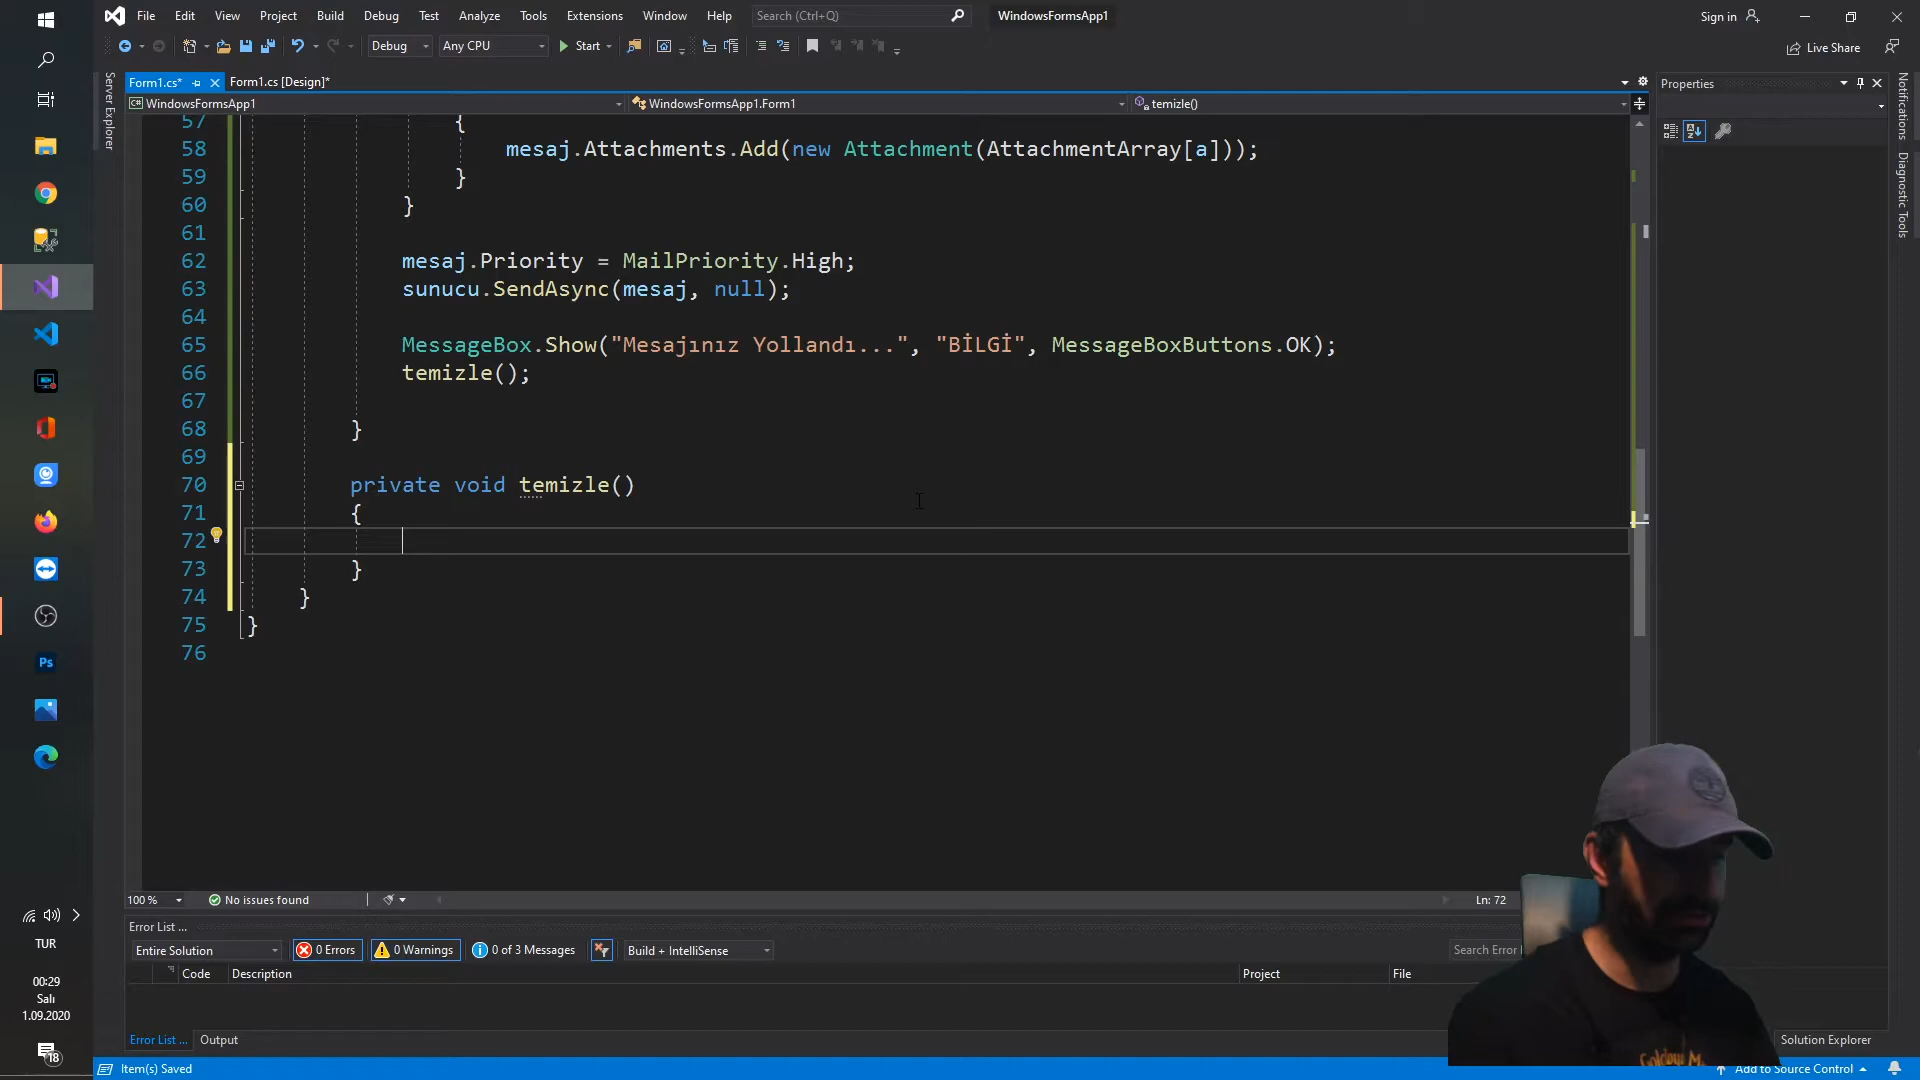 File Edit View Project Build Debug Test Analyze Tools Extensions Window Help Search (Ctrl+Q) WindowsFormsApp1 Sign in
Debug Any CPU Start Live Share
Form1.cs* Form1.cs [Design]*
WindowsFormsApp1 WindowsFormsApp1.Form1 temizle()
Server Explorer
Properties
Notifications
Diagnostic Tools
57 {
58 mesaj.Attachments.Add(new Attachment(AttachmentArray[a]));
59 }
60 }
61
62 mesaj.Priority = MailPriority.High;
63 sunucu.SendAsync(mesaj, null);
64
65 MessageBox.Show("Mesajınız Yollandı...", "BİLGİ", MessageBoxButtons.OK);
66 temizle();
67
68 }
69
70 private void temizle()
71 {
72
73 }
74 }
75 }
76
Ps
100 % No issues found Ln: 72
Error List ...
Entire Solution 0 Errors 0 Warnings 0 of 3 Messages Build + IntelliSense Search Error
Code Description Project File
Error List ... Output Solution Explorer
Item(s) Saved Add to Source Control
TUR
00:29
Salı
1.09.2020
18